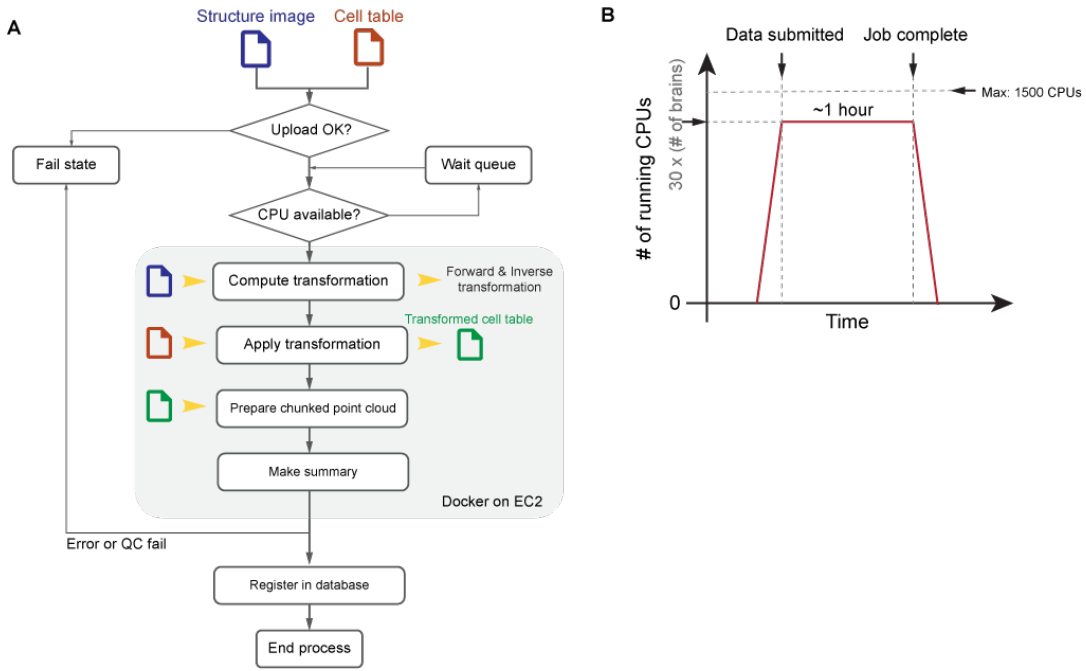 A
Structure image
Cell table
Upload OK?
Fail state
Wait queue
CPU available?
Compute transformation
Forward & Inverse
transformation
Transformed cell table
Apply transformation
Prepare chunked point cloud
Make summary
Docker on EC2
Error or QC fail
Register in database
End process
B
Data submitted
Job complete
Max: 1500 CPUs
~1 hour
# of running CPUs
30 x (# of brains)
0
Time